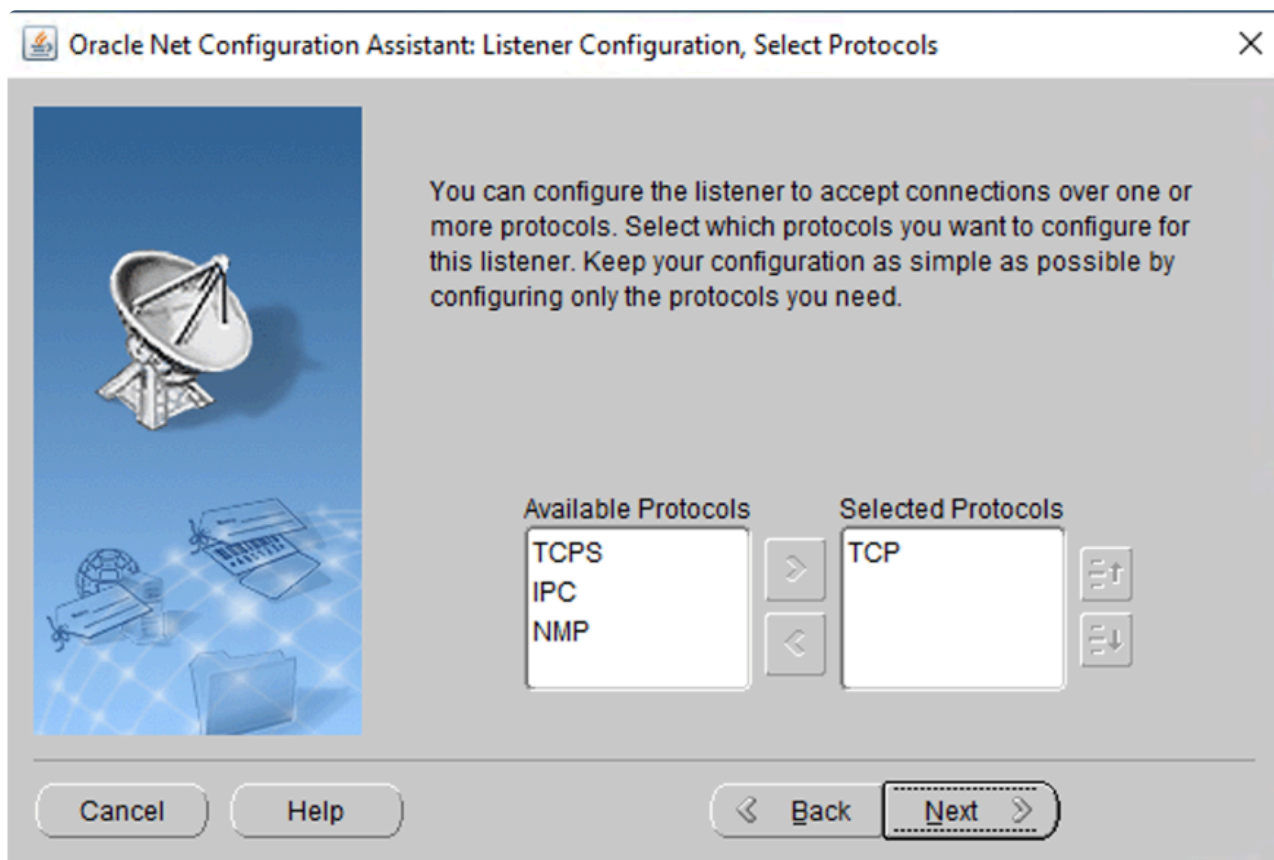 Oracle Net Configuration Assistant: Listener Configuration, Select Protocols
You can configure the listener to accept connections over one or
more protocols. Select which protocols you want to configure for
this listener. Keep your configuration as simple as possible by
configuring only the protocols you need.
Available Protocols
TCPS
IPC
NMP
Selected Protocols
TCP
Cancel
Help
Back
Next